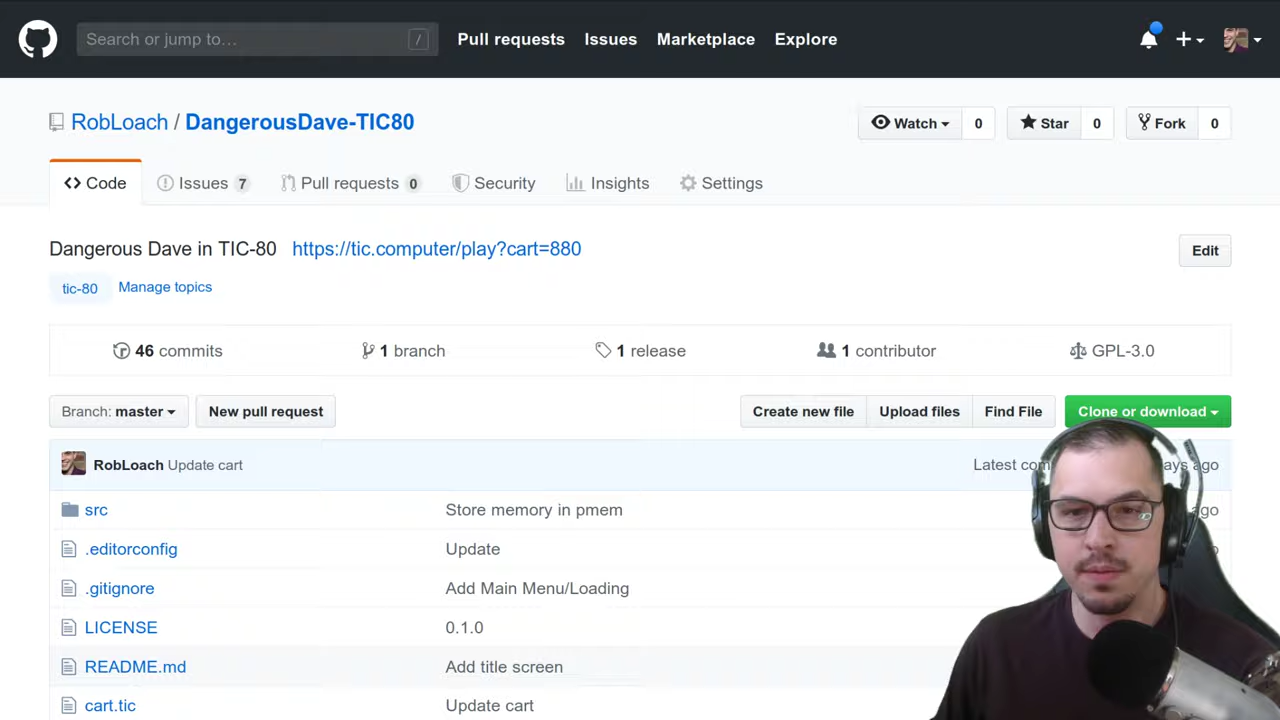 Search or jump to… / Pull requests Issues Marketplace Explore
RobLoach / DangerousDave-TIC80 Watch 0 Star 0 Fork 0
Code Issues 7 Pull requests 0 Security Insights Settings
Dangerous Dave in TIC-80 https://tic.computer/play?cart=880 Edit
tic-80 Manage topics
46 commits 1 branch 1 release 1 contributor GPL-3.0
Branch: master New pull request Create new file Upload files Find File Clone or download
RobLoach Update cart Latest ago
src Store memory in pmem ago
.editorconfig Update
.gitignore Add Main Menu/Loading
LICENSE 0.1.0
README.md Add title screen
cart.tic Update cart